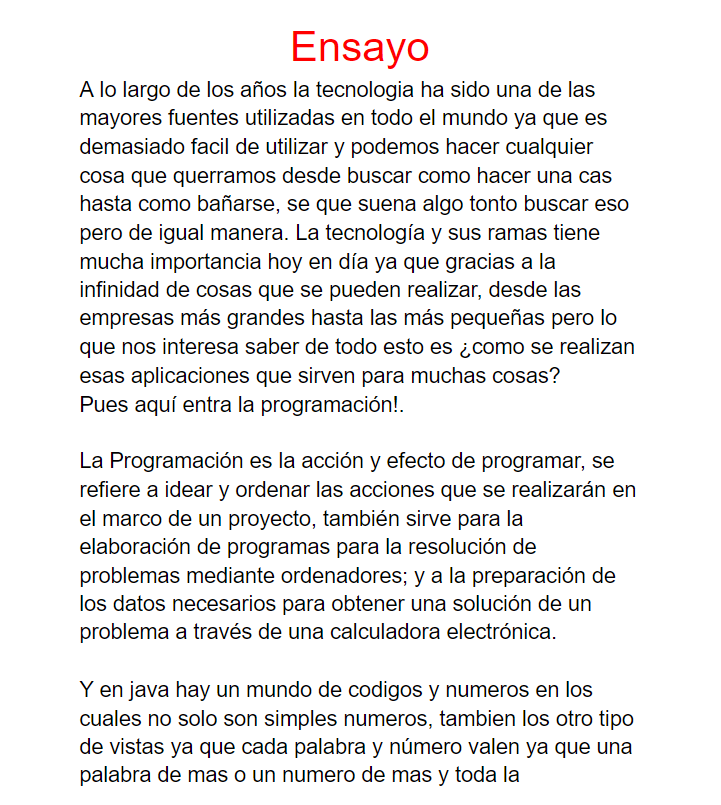 Ensayo
A lo largo de los años la tecnologia ha sido una de las
mayores fuentes utilizadas en todo el mundo ya que es
demasiado facil de utilizar y podemos hacer cualquier
cosa que querramos desde buscar como hacer una cas
hasta como bañarse, se que suena algo tonto buscar eso
pero de igual manera. La tecnología y sus ramas tiene
mucha importancia hoy en día ya que gracias a la
infinidad de cosas que se pueden realizar, desde las
empresas más grandes hasta las más pequeñas pero lo
que nos interesa saber de todo esto es ¿como se realizan
esas aplicaciones que sirven para muchas cosas?
Pues aquí entra la programación!.
La Programación es la acción y efecto de programar, se
refiere a idear y ordenar las acciones que se realizarán en
el marco de un proyecto, también sirve para la
elaboración de programas para la resolución de
problemas mediante ordenadores; y a la preparación de
los datos necesarios para obtener una solución de un
problema a través de una calculadora electrónica.
Y en java hay un mundo de codigos y numeros en los
cuales no solo son simples numeros, tambien los otro tipo
de vistas ya que cada palabra y número valen ya que una
palabra de mas o un numero de mas y toda la